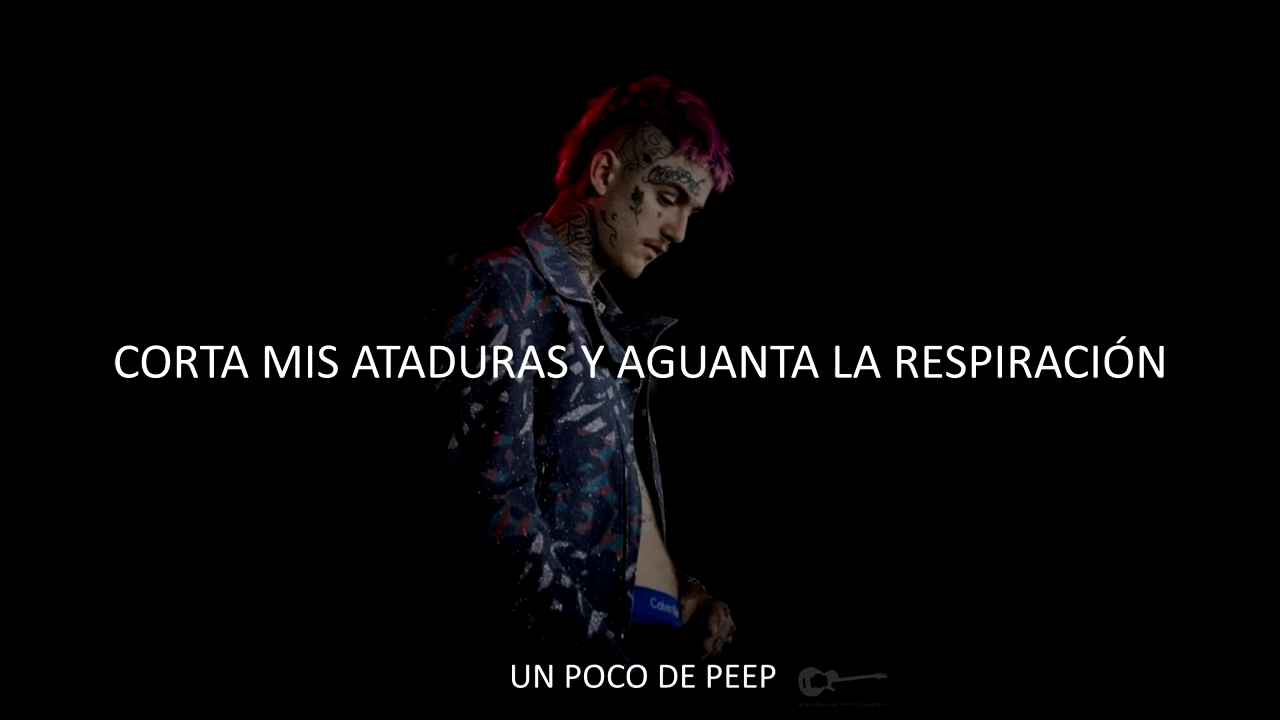 CORTA MIS ATADURAS Y AGUANTA LA RESPIRACIÓN
UN POCO DE PEEP